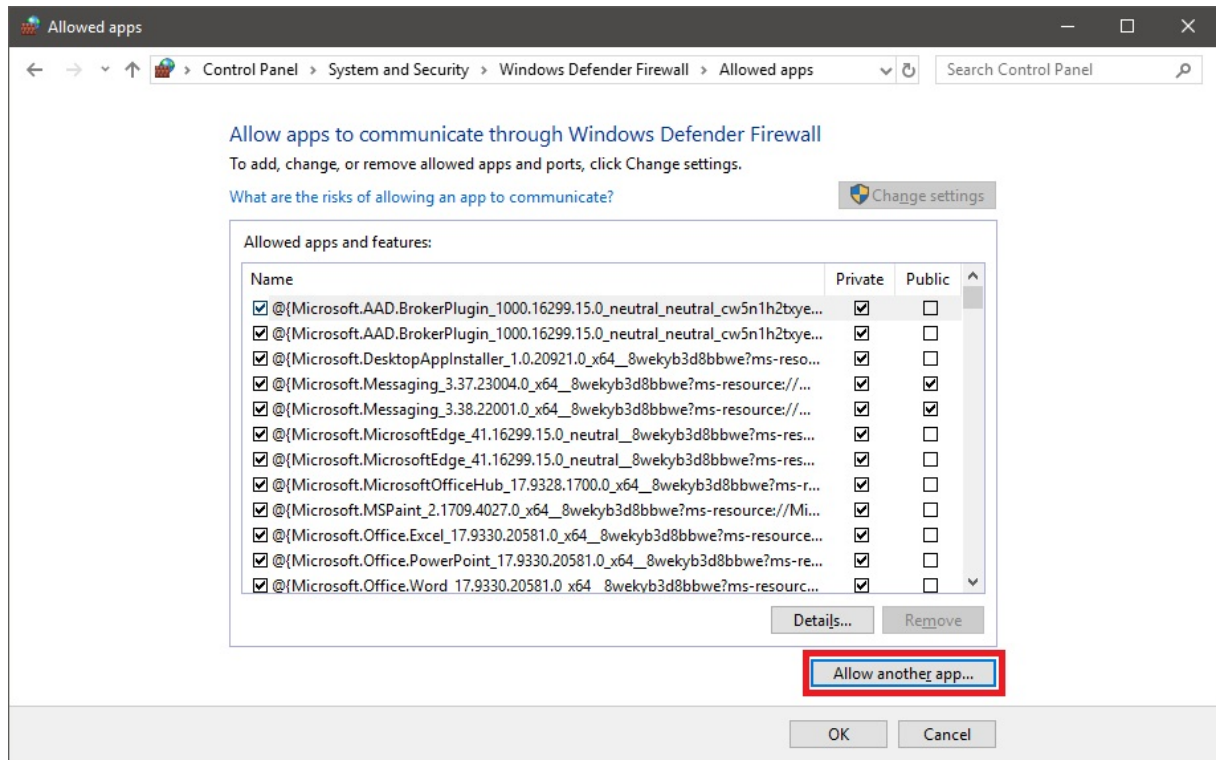 Allowed apps
Control Panel > System and Security > Windows Defender Firewall > Allowed apps
Search Control Panel
Allow apps to communicate through Windows Defender Firewall
To add, change, or remove allowed apps and ports, click Change settings.
What are the risks of allowing an app to communicate?
Change settings
Allowed apps and features:
Name Private Public
@{Microsoft.AAD.BrokerPlugin_1000.16299.15.0_neutral_neutral_cw5n1h2txye...
@{Microsoft.AAD.BrokerPlugin_1000.16299.15.0_neutral_neutral_cw5n1h2txye...
@{Microsoft.DesktopAppInstaller_1.0.20921.0_x64__8wekyb3d8bbwe?ms-reso...
@{Microsoft.Messaging_3.37.23004.0_x64__8wekyb3d8bbwe?ms-resource://...
@{Microsoft.Messaging_3.38.22001.0_x64__8wekyb3d8bbwe?ms-resource://...
@{Microsoft.MicrosoftEdge_41.16299.15.0_neutral__8wekyb3d8bbwe?ms-res...
@{Microsoft.MicrosoftEdge_41.16299.15.0_neutral__8wekyb3d8bbwe?ms-res...
@{Microsoft.MicrosoftOfficeHub_17.9328.1700.0_x64__8wekyb3d8bbwe?ms-r...
@{Microsoft.MSPaint_2.1709.4027.0_x64__8wekyb3d8bbwe?ms-resource://Mi...
@{Microsoft.Office.Excel_17.9330.20581.0_x64__8wekyb3d8bbwe?ms-resource...
@{Microsoft.Office.PowerPoint_17.9330.20581.0_x64__8wekyb3d8bbwe?ms-re...
@{Microsoft.Office.Word_17.9330.20581.0_x64__8wekyb3d8bbwe?ms-resourc...
Details... Remove
Allow another app...
OK Cancel